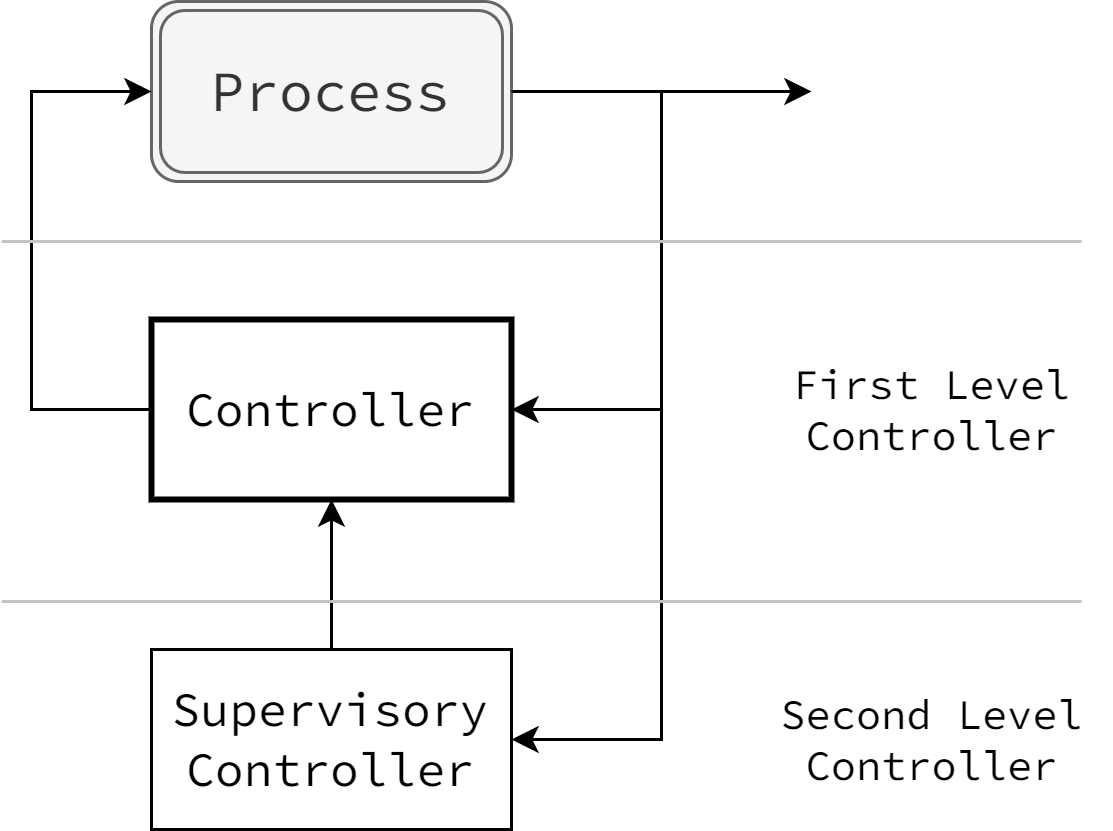 Process
Controller
First Level
Controller
Supervisory
Controller
Second Level
Controller